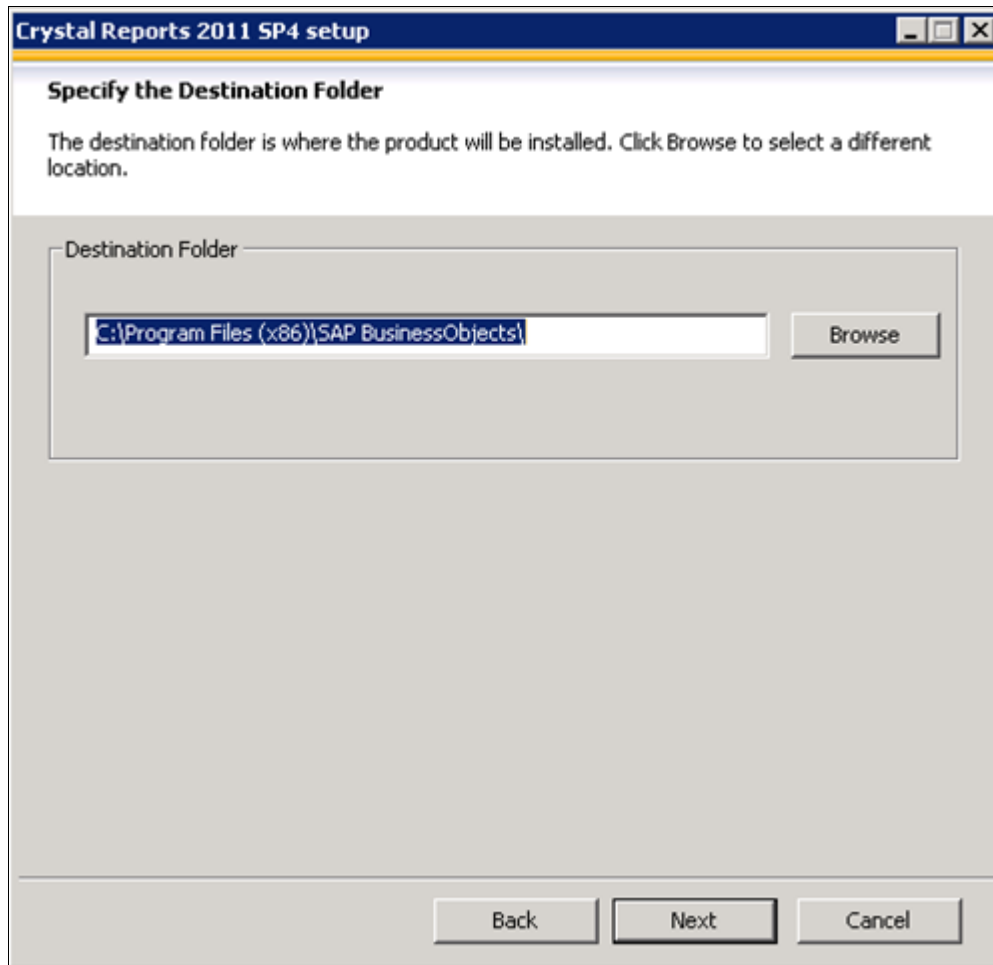 Crystal Reports 2011 SP4 setup
Specify the Destination Folder
The destination folder is where the product will be installed. Click Browse to select a different
location.
Destination Folder
C:\Program Files (x86)\SAP BusinessObjects\
Browse
Back
Next
Cancel